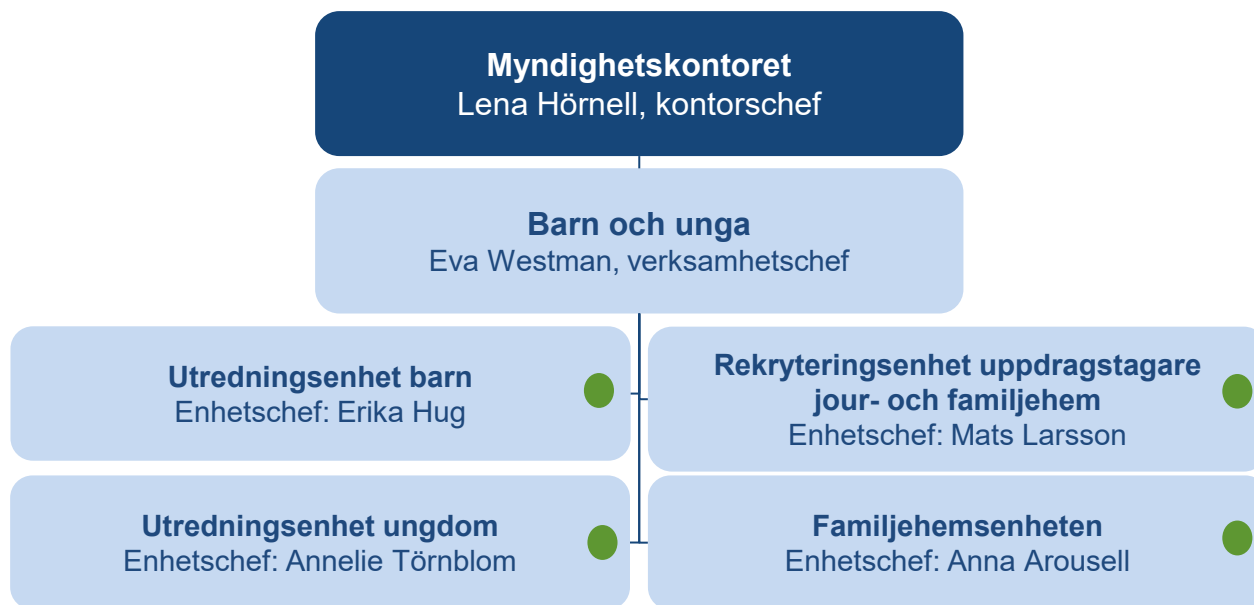 Myndighetskontoret
Lena Hörnell, kontorschef
Barn och unga
Eva Westman, verksamhetschef
Utredningsenhet barn
Enhetschef: Erika Hug
Rekryteringsenhet uppdragstagare
jour- och familjehem
Enhetschef: Mats Larsson
Utredningsenhet ungdom
Enhetschef: Annelie Törnblom
Familjehemsenheten
Enhetschef: Anna Arousell